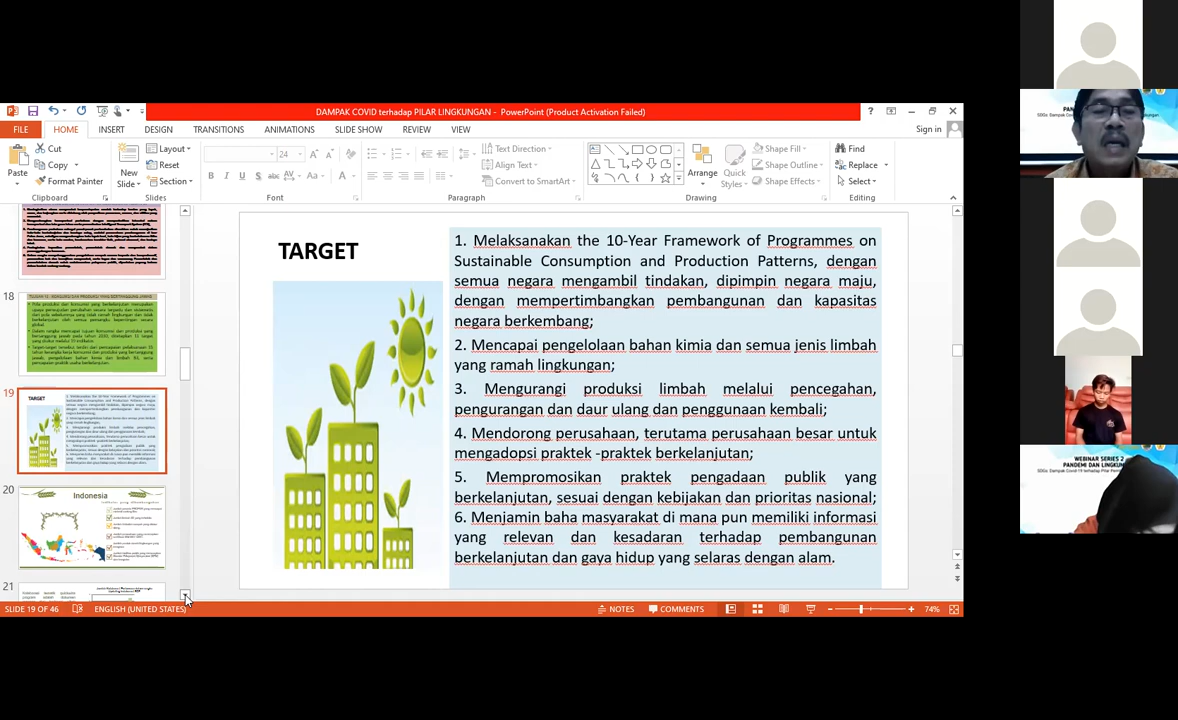 DAMPAK COVID terhadap PILAR LINGKUNGAN - PowerPoint (Product Activation Failed)
Sign in
FILE HOME INSERT DESIGN TRANSITIONS ANIMATIONS SLIDE SHOW REVIEW VIEW
Paste
Cut
Copy
Format Painter
Clipboard
New Slide
Layout
Reset
Section
Slides
24
Font
Text Direction
Align Text
Convert to SmartArt
Paragraph
Arrange
Quick Styles
Shape Fill
Shape Outline
Shape Effects
Drawing
Find
Replace
Select
Editing
18
19
TARGET
20
Indonesia
21
TARGET
1. Melaksanakan the 10-Year Framework of Programmes on
Sustainable Consumption and Production Patterns, dengan
semua negara mengambil tindakan, dipimpin negara maju,
dengan mempertimbangkan pembangunan dan kapasitas
negara berkembang;
2. Mencapai pengelolaan bahan kimia dan semua jenis limbah
yang ramah lingkungan;
3. Mengurangi produksi limbah melalui pencegahan,
pengurangan dan daur ulang dan penggunaan kembali;
4. Mendorong perusahan, terutama perusahaan besar untuk
mengadopsi praktek -praktek berkelanjutan;
5. Mempromosikan praktek pengadaan publik yang
berkelanjutan, sesuai dengan kebijakan dan prioritas nasional;
6. Menjamin agar masyarakat di mana pun memiliki informasi
yang relevan dan kesadaran terhadap pembangunan
berkelanjutan dan gaya hidup yang selaras dengan alam.
SLIDE 19 OF 46 ENGLISH (UNITED STATES) NOTES COMMENTS 74%
WEBINAR SERIES 2
PANDEMI DAN LINGKUN